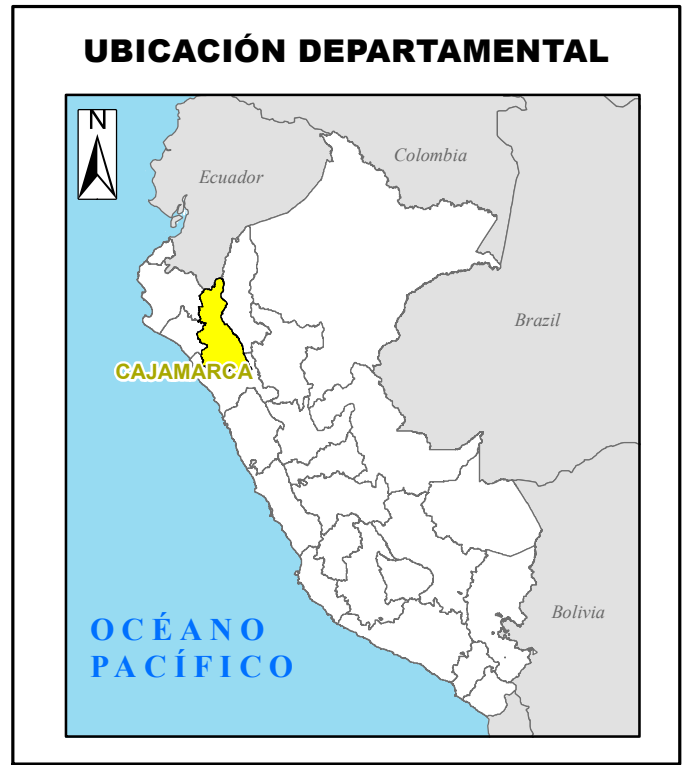 UBICACIÓN DEPARTAMENTAL
N
Colombia
Ecuador
Brazil
CAJAMARCA
Bolivia
OCÉANO
PACÍFICO